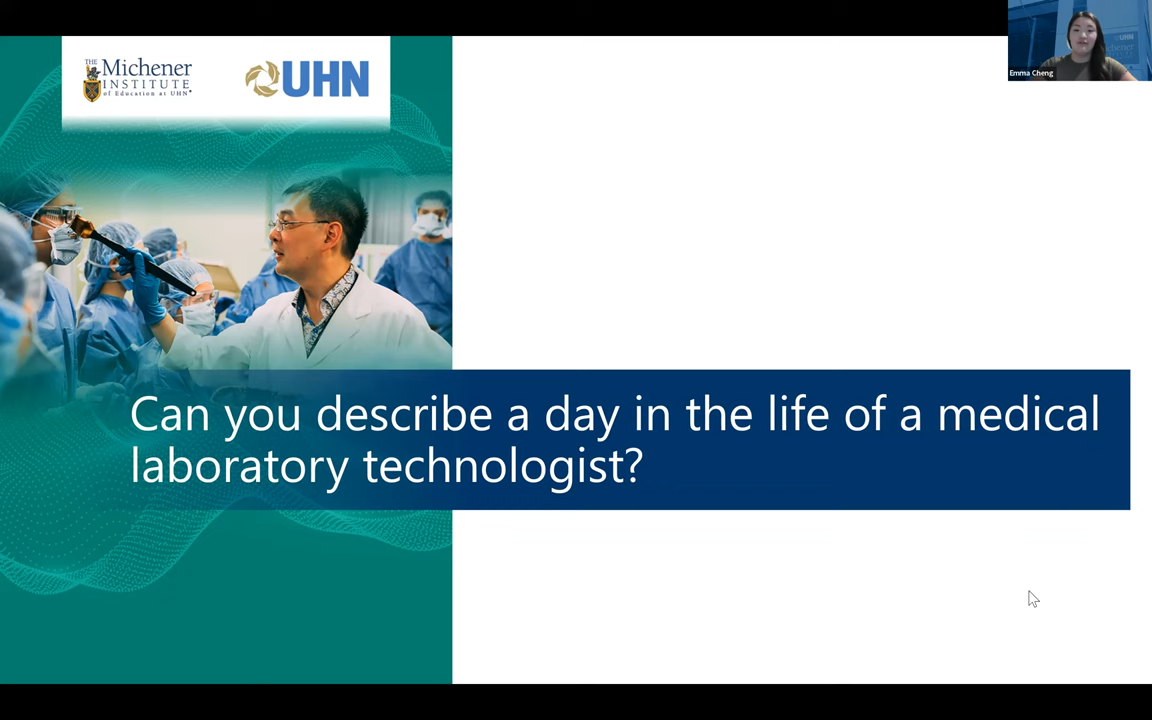 THE
Michener
INSTITUTE
of Education at UHN
UHN
Emma Cheng
Can you describe a day in the life of a medical
laboratory technologist?